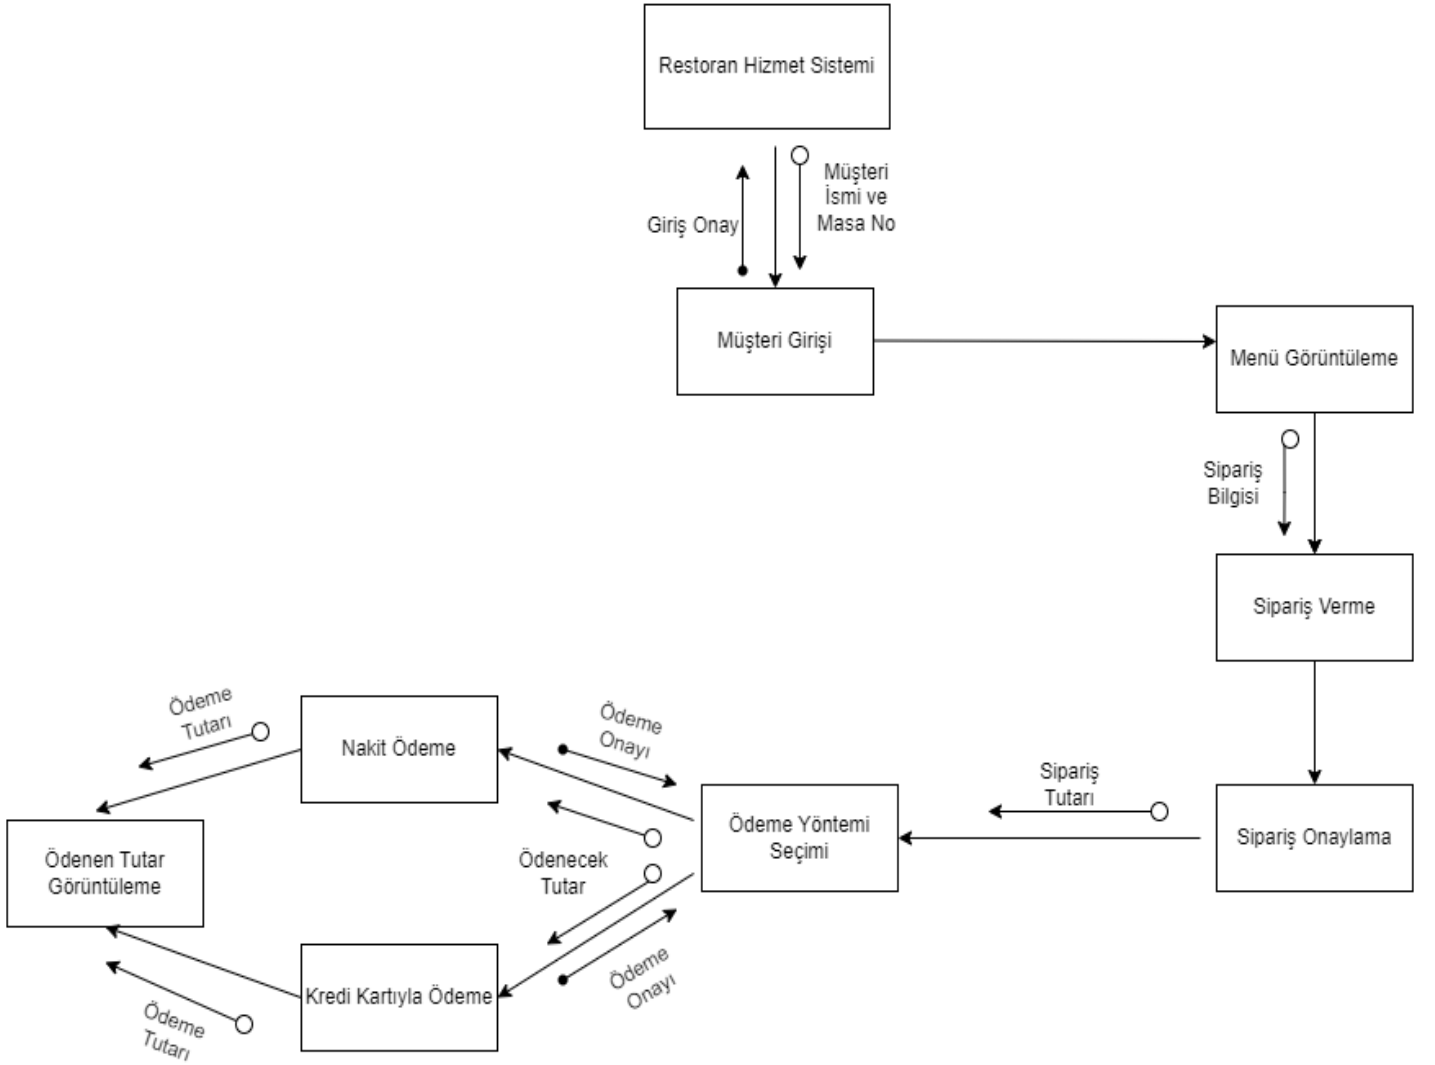 Restoran Hizmet Sistemi
Giriş Onay
Müşteri
İsmi ve
Masa No
Müşteri Girişi
Menü Görüntüleme
Sipariş
Bilgisi
Sipariş Verme
Sipariş
Tutarı
Sipariş Onaylama
Ödeme Yöntemi
Seçimi
Ödeme
Onayı
Ödenecek
Tutar
Ödeme
Onayı
Nakit Ödeme
Kredi Kartıyla Ödeme
Ödeme
Tutarı
Ödenen Tutar
Görüntüleme
Ödeme
Tutarı